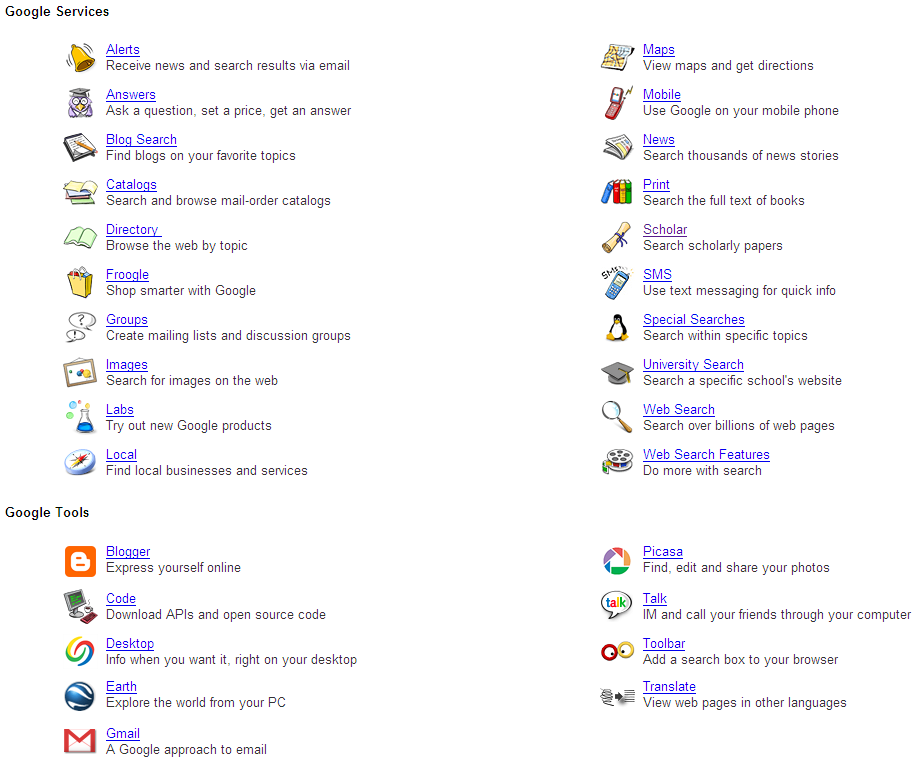 Google Services
Alerts
Receive news and search results via email
Answers
Ask a question, set a price, get an answer
Blog Search
Find blogs on your favorite topics
Catalogs
Search and browse mail-order catalogs
Directory
Browse the web by topic
Froogle
Shop smarter with Google
Groups
Create mailing lists and discussion groups
Images
Search for images on the web
Labs
Try out new Google products
Local
Find local businesses and services
Maps
View maps and get directions
Mobile
Use Google on your mobile phone
News
Search thousands of news stories
Print
Search the full text of books
Scholar
Search scholarly papers
SMS
SMS
Use text messaging for quick info
Special Searches
Search within specific topics
University Search
Search a specific school's website
Web Search
Search over billions of web pages
Web Search Features
Do more with search
Google Tools
Blogger
Express yourself online
Code
Download APIs and open source code
Desktop
Info when you want it, right on your desktop
Earth
Explore the world from your PC
Gmail
A Google approach to email
Picasa
Find, edit and share your photos
talk
Talk
IM and call your friends through your computer
Toolbar
Add a search box to your browser
Translate
View web pages in other languages